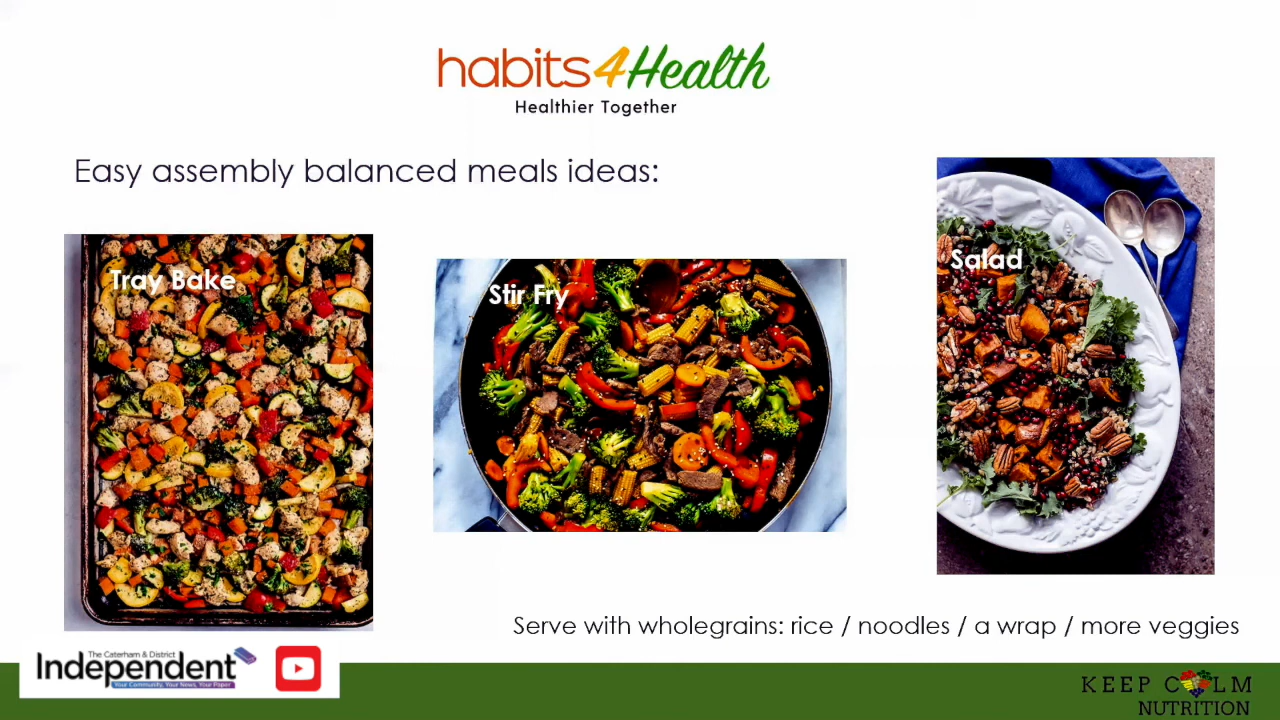 habits4Health
Healthier Together
Easy assembly balanced meals ideas:
Tray Bake
Stir Fry
Salad
Serve with wholegrains: rice / noodles / a wrap / more veggies
The Caterham & District
Independent
Your Community, Your News, Your Paper
KEEP CALM
NUTRITION